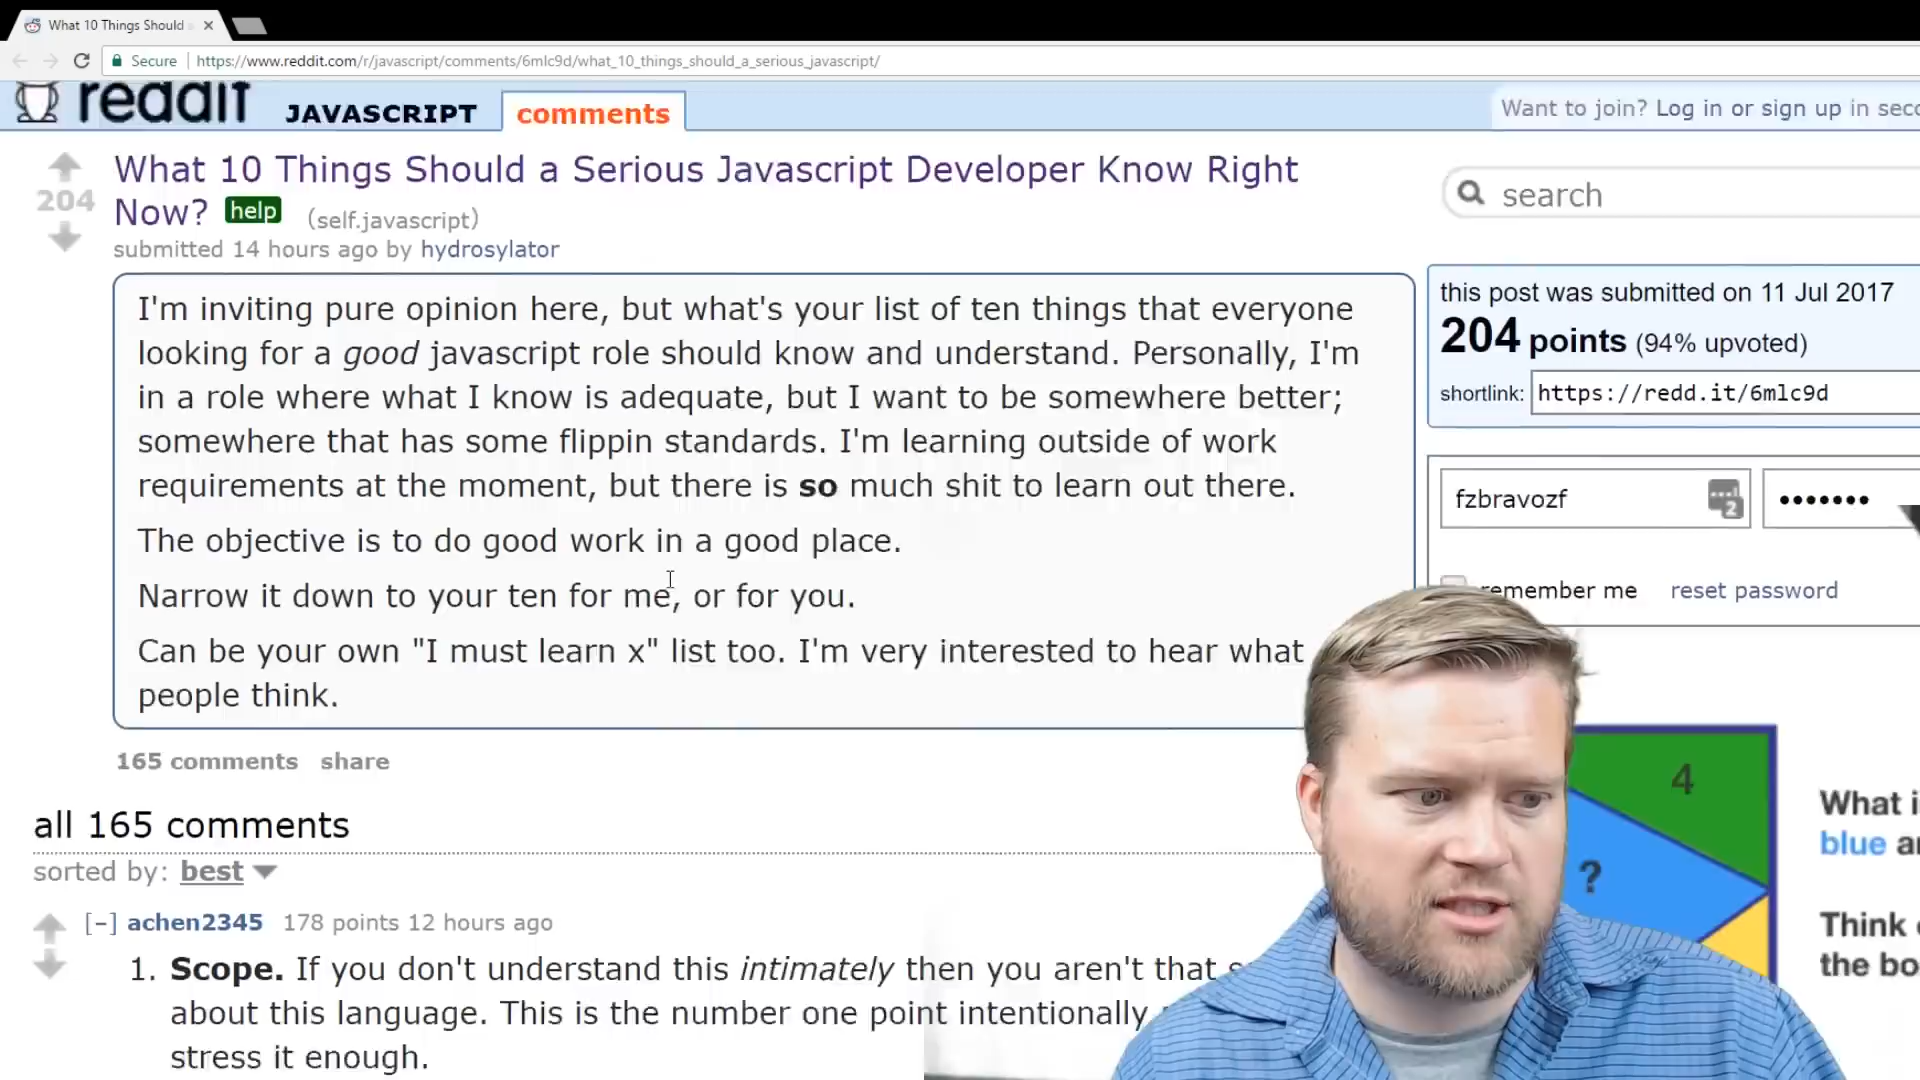 What 10 Things Should
Secure https://www.reddit.com/r/javascript/comments/6mlc9d/what_10_things_should_a_serious_javascript/
reddit JAVASCRIPT comments
Want to join? Log in or sign up in
204
What 10 Things Should a Serious Javascript Developer Know Right
Now? help (self.javascript)
submitted 14 hours ago by hydrosylator
I'm inviting pure opinion here, but what's your list of ten things that everyone
looking for a good javascript role should know and understand. Personally, I'm
in a role where what I know is adequate, but I want to be somewhere better;
somewhere that has some flippin standards. I'm learning outside of work
requirements at the moment, but there is so much shit to learn out there.
The objective is to do good work in a good place.
Narrow it down to your ten for me, or for you.
Can be your own "I must learn x" list too. I'm very interested to hear what
people think.
165 comments share
all 165 comments
sorted by: best
[-] achen2345 178 points 12 hours ago
1. Scope. If you don't understand this intimately then you aren't that
about this language. This is the number one point intentionally
stress it enough.
search
this post was submitted on 11 Jul 2017
204 points (94% upvoted)
shortlink: https://redd.it/6mlc9d
fzbravozf
2
remember me reset password
4
?
What
blue
Think
the